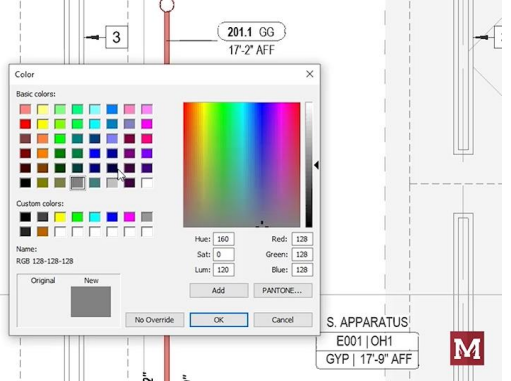 3
201.1 GG
17'-2" AFF
Color
Basic colors:
Custom colors:
Name:
RGB 128-128-128
Original
New
Hue: 160
Red: 128
Sat: 0
Green: 128
Lum: 120
Blue: 128
Add
PANTONE...
No Override
OK
Cancel
S. APPARATUS
E001 | OH1
GYP | 17'-9" AFF
M